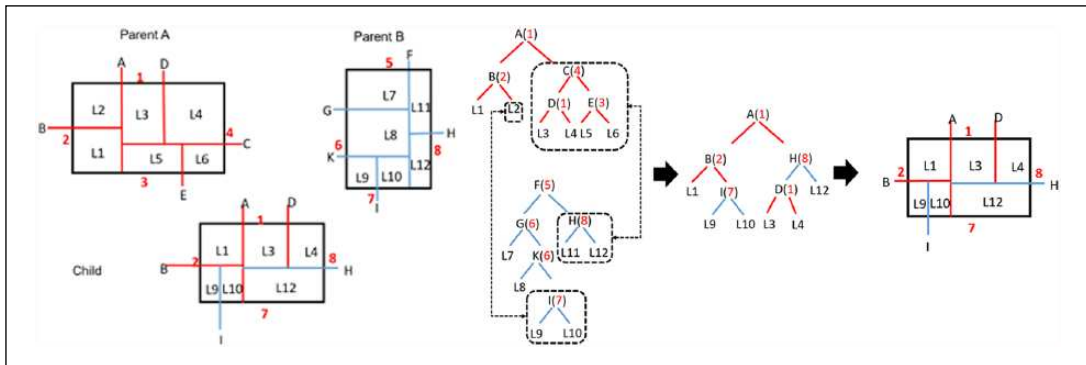 Parent A
A D
1
L2 L3 L4
B
2
4
C
L1 L5 L6
3
E
Parent B
5
F
L7
L11
G
L8
H
6
8
K
L9 L10 L12
7
I
Child
A D
1
L1 L3 L4
B
2
8
H
L9 L10 L12
7
I
A(1)
B(2) C(4)
L1 L2 D(1) E(3)
L3 L4 L5 L6
F(5)
G(6) H(8)
L7 K(6) L11 L12
L8
I(7)
L9 L10
A(1)
B(2) H(8)
L1 I(7) D(1) L12
L9 L10 L3 L4
A D
1
L1 L3 L4
2
8
B
H
L9 L10 L12
7
I